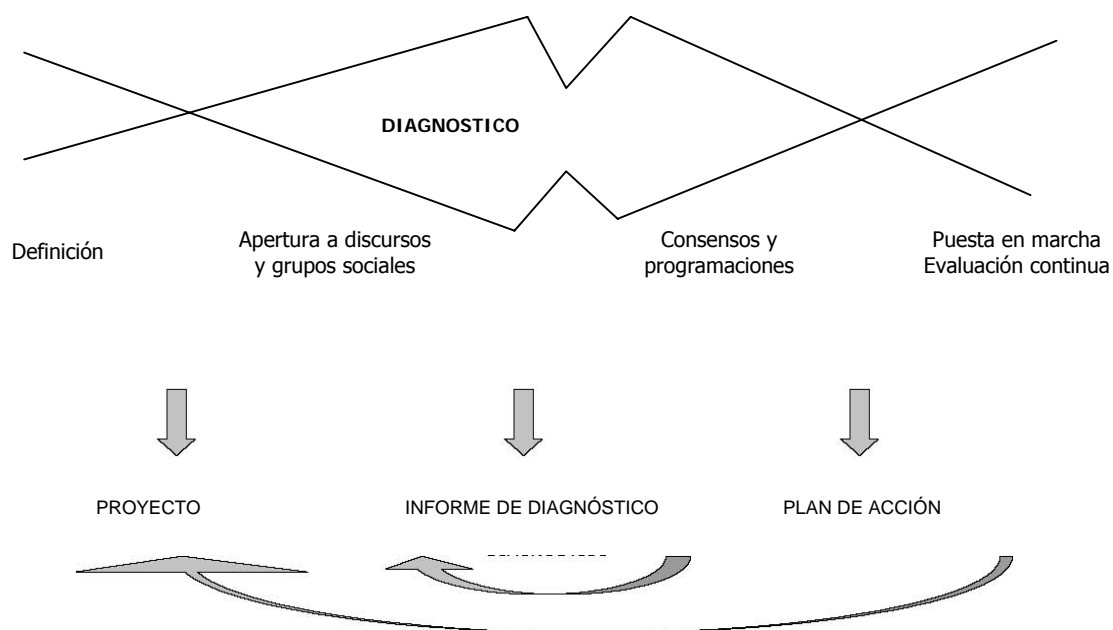 DIAGNOSTICO
Definición
Apertura a discursos
y grupos sociales
Consensos y
programaciones
Puesta en marcha
Evaluación continua
PROYECTO
INFORME DE DIAGNÓSTICO
PLAN DE ACCIÓN